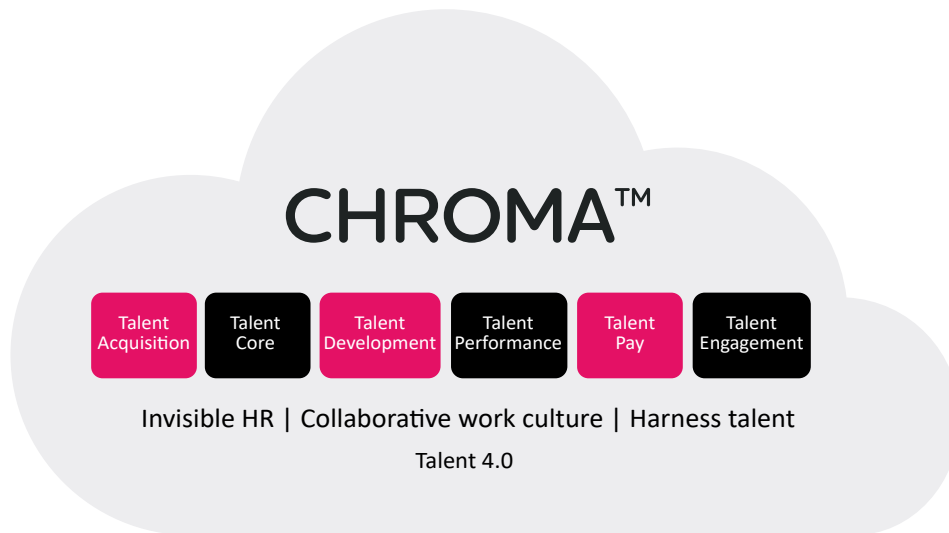 CHROMA™
Talent
Acquisition
Talent
Core
Talent
Development
Talent
Performance
Talent
Pay
Talent
Engagement
Invisible HR | Collaborative work culture | Harness talent
Talent 4.0